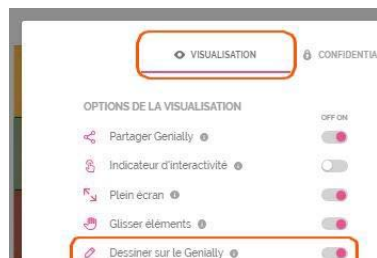 VISUALISATION
OPTIONS DE LA VISUALISATION
OFF ON
Partager Genially
Indicateur d'interactivité
Plein écran
Glisser éléments
Dessiner sur le Genially